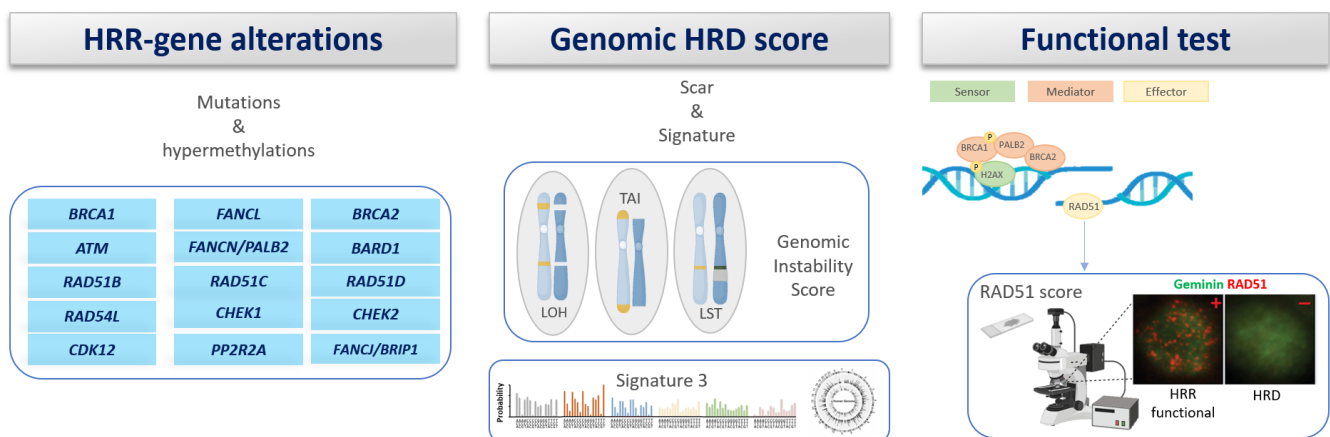 HRR-gene alterations
Mutations
&
hypermethylations
BRCA1 FANCL BRCA2
ATM FANCN/PALB2 BARD1
RAD51B RAD51C RAD51D
RAD54L CHEK1 CHEK2
CDK12 PP2R2A FANCJ/BRIP1
Genomic HRD score
Scar
&
Signature
TAI
LOH
LST
Genomic
Instability
Score
Signature 3
Probability
Human Genome
Functional test
Sensor Mediator Effector
P
BRCA1
PALB2
BRCA2
P
H2AX
RAD51
RAD51 score
Geminin RAD51
+ −
HRR
functional
HRD